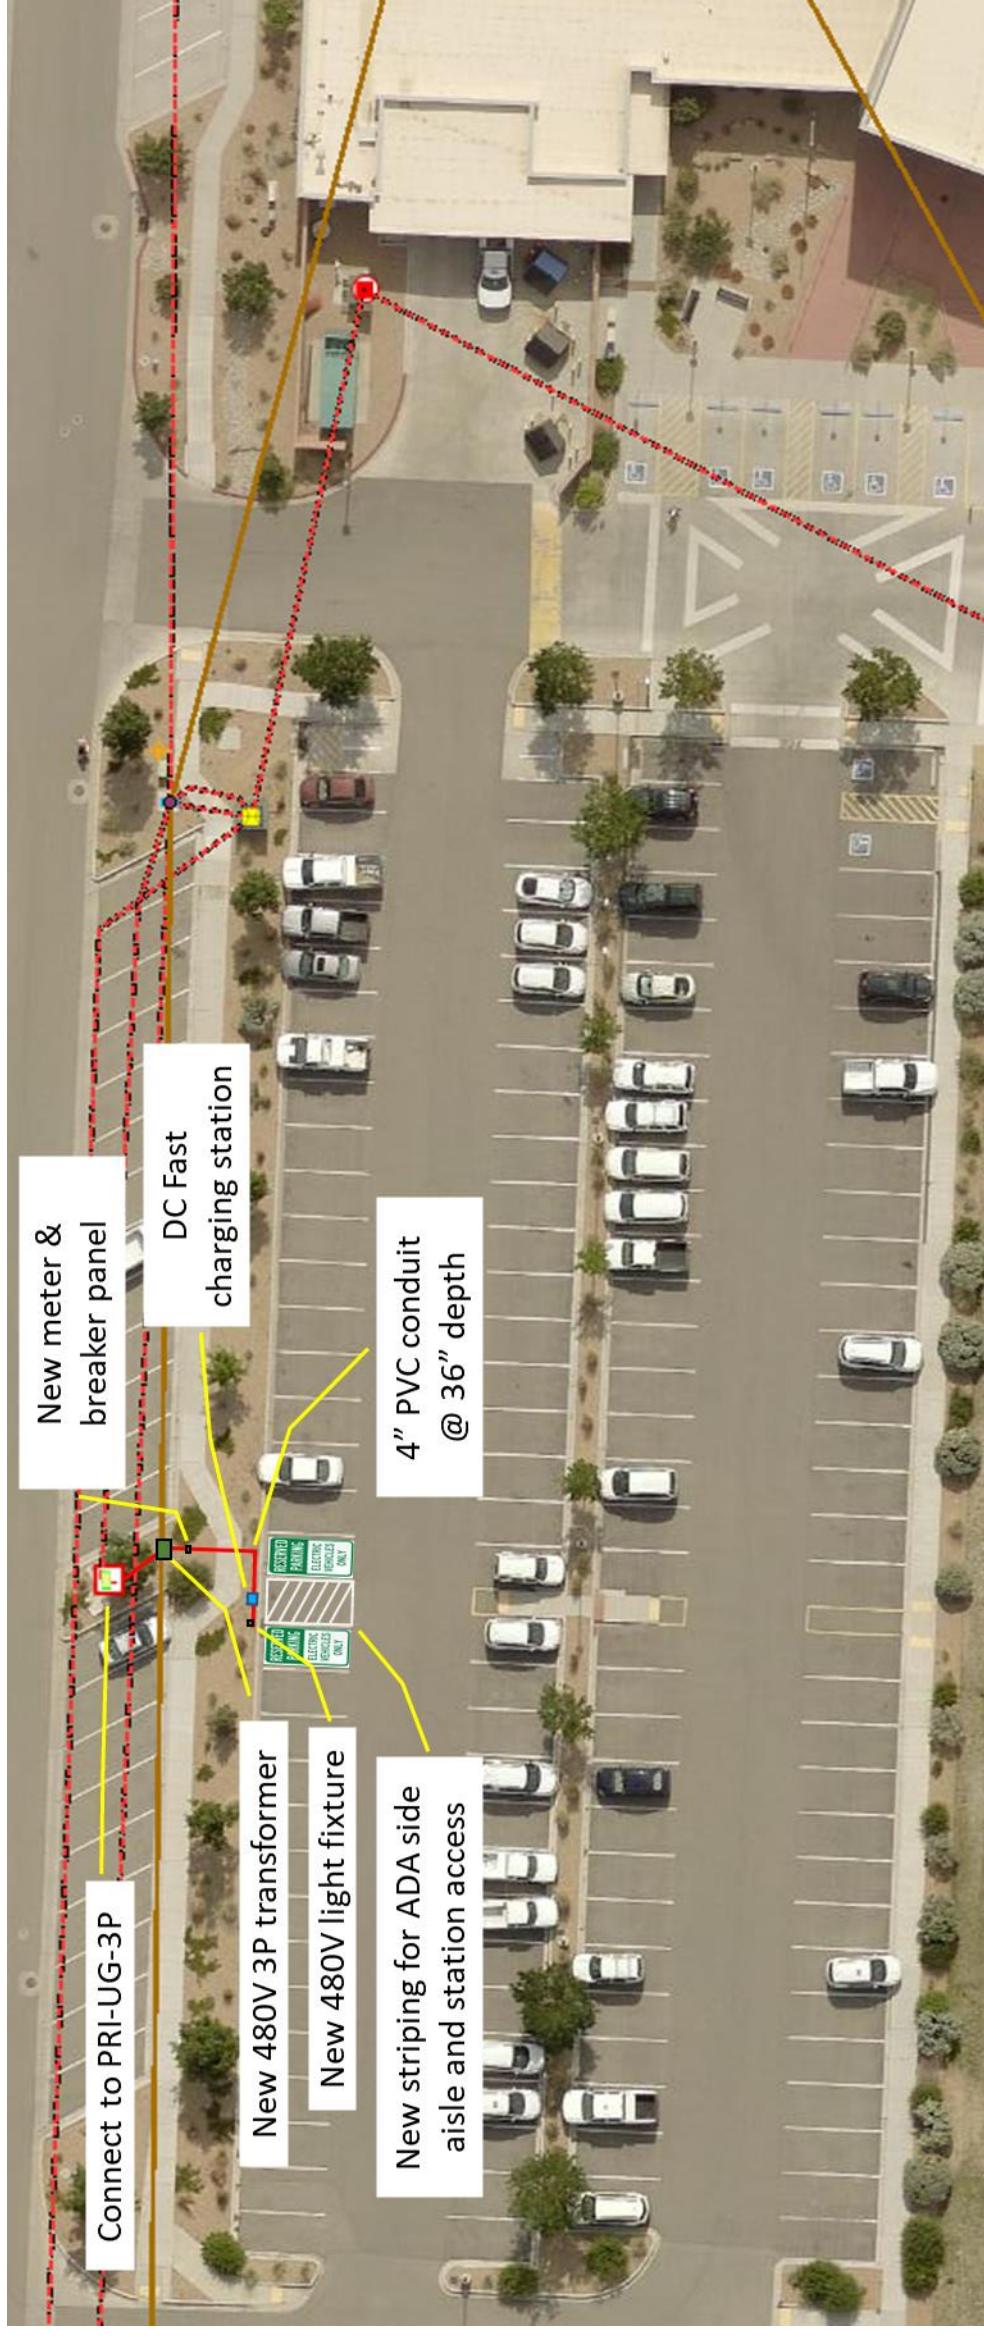 New meter &
breaker panel
DC Fast
charging station
4” PVC conduit
@ 36” depth
RESERVED
PARKING
ELECTRIC
VEHICLES
ONLY
RESERVED
PARKING
ELECTRIC
VEHICLES
ONLY
Connect to PRI-UG-3P
New 480V 3P transformer
New 480V light fixture
New striping for ADA side
aisle and station access